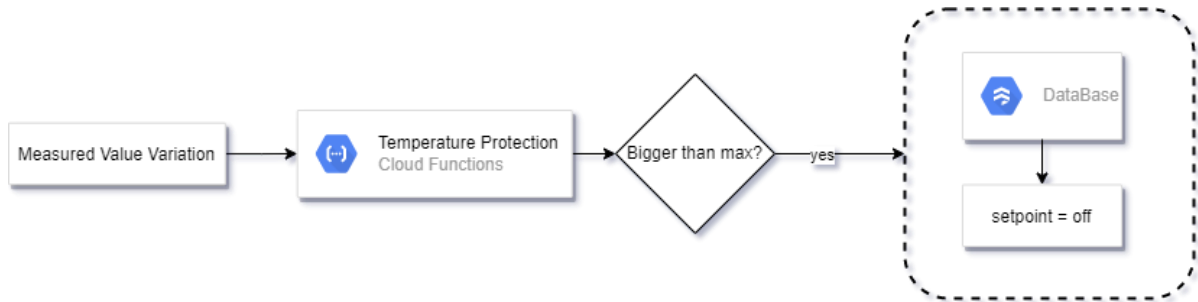 Measured Value Variation
Temperature Protection
Cloud Functions
Bigger than max?
yes
DataBase
setpoint = off